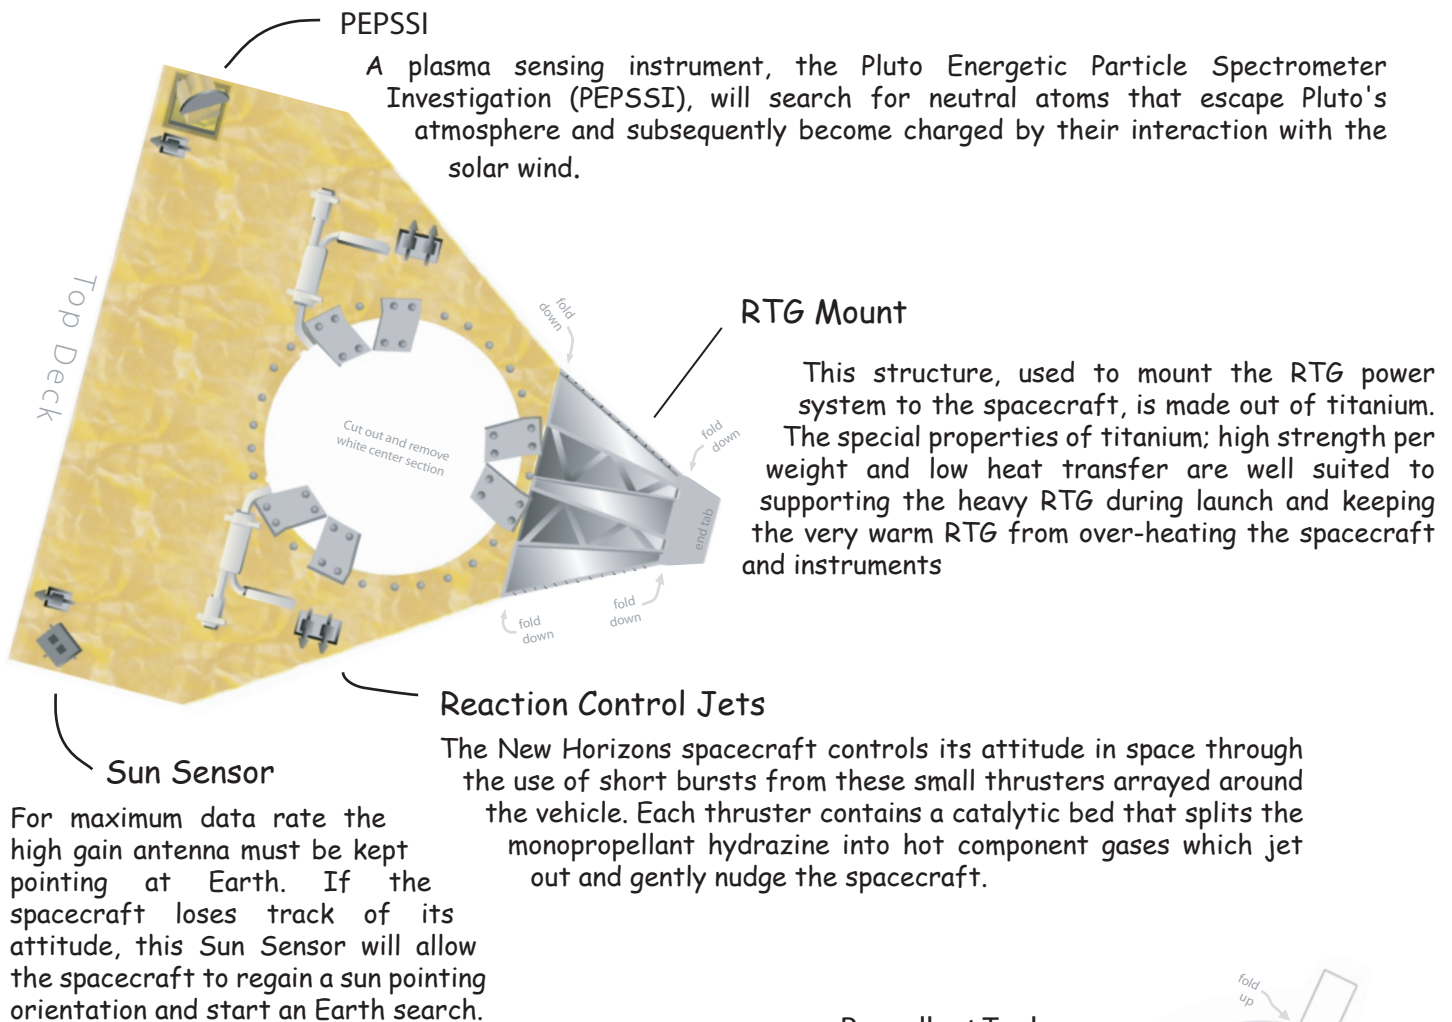 PEPSSI
A plasma sensing instrument, the Pluto Energetic Particle Spectrometer
Investigation (PEPSSI), will search for neutral atoms that escape Pluto's
atmosphere and subsequently become charged by their interaction with the
solar wind.
Top Deck
fold
down
RTG Mount
This structure, used to mount the RTG power
system to the spacecraft, is made out of titanium.
The special properties of titanium; high strength per
weight and low heat transfer are well suited to
supporting the heavy RTG during launch and keeping
the very warm RTG from over-heating the spacecraft
and instruments
fold
down
Cut out and remove
white center section
end tab
fold
down
fold
down
Reaction Control Jets
The New Horizons spacecraft controls its attitude in space through
the use of short bursts from these small thrusters arrayed around
the vehicle. Each thruster contains a catalytic bed that splits the
monopropellant hydrazine into hot component gases which jet
out and gently nudge the spacecraft.
Sun Sensor
For maximum data rate the
high gain antenna must be kept
pointing at Earth. If the
spacecraft loses track of its
attitude, this Sun Sensor will allow
the spacecraft to regain a sun pointing
orientation and start an Earth search.
fold
up